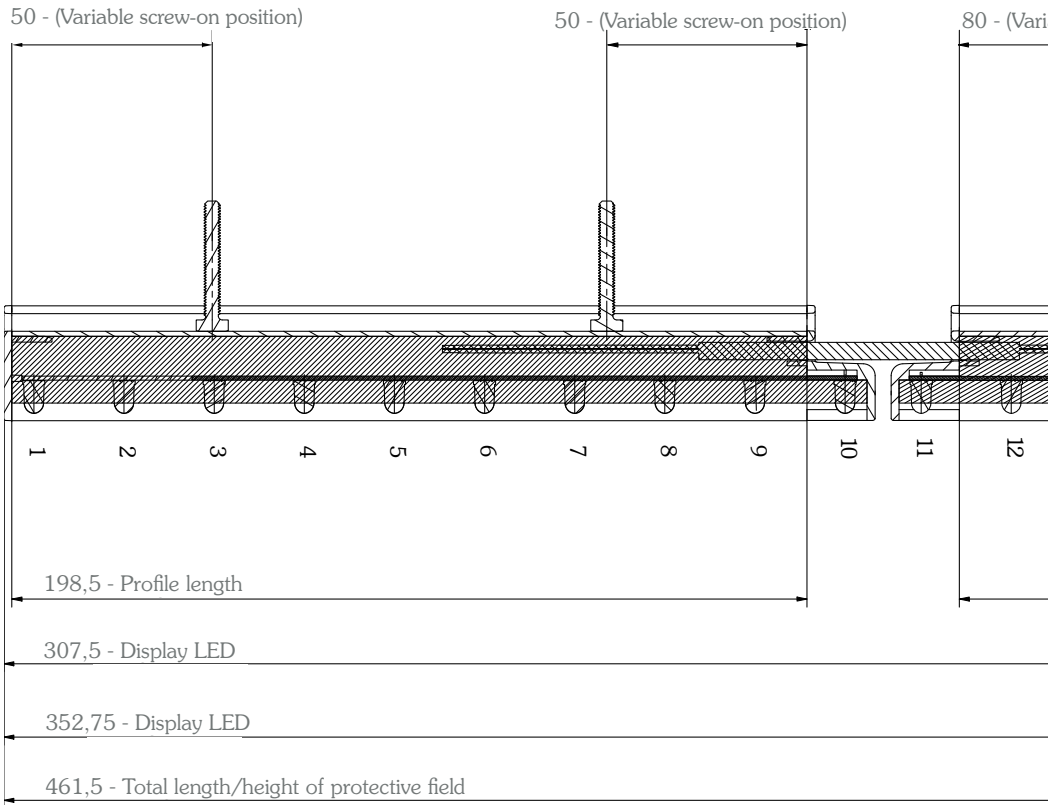 50 - (Variable screw-on position)
50 - (Variable screw-on position)
80 - (Vari
1
2
3
4
5
6
7
8
9
10
11
12
198,5 - Profile length
307,5 - Display LED
352,75 - Display LED
461,5 - Total length/height of protective field